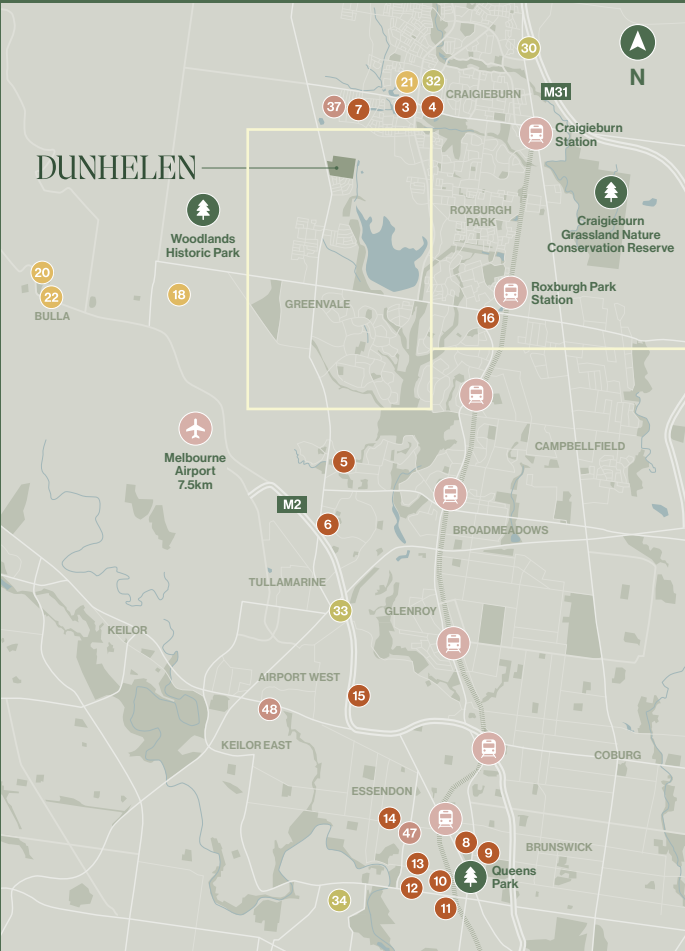 30
N
21
32
37
7
3
4
CRAIGIEBURN
M31
Craigieburn
Station
DUNHELEN
Woodlands
Historic Park
ROXBURGH
PARK
Craigieburn
Grassland Nature
Conservation Reserve
20
22
BULLA
18
GREENVALE
Roxburgh Park
Station
16
Melbourne
Airport
7.5km
5
CAMPBELLFIELD
M2
6
BROADMEADOWS
TULLAMARINE
33
GLENROY
KEILOR
AIRPORT WEST
15
48
KEILOR EAST
COBURG
ESSENDON
14
47
8
9
BRUNSWICK
13
12
10
Queens
Park
34
11